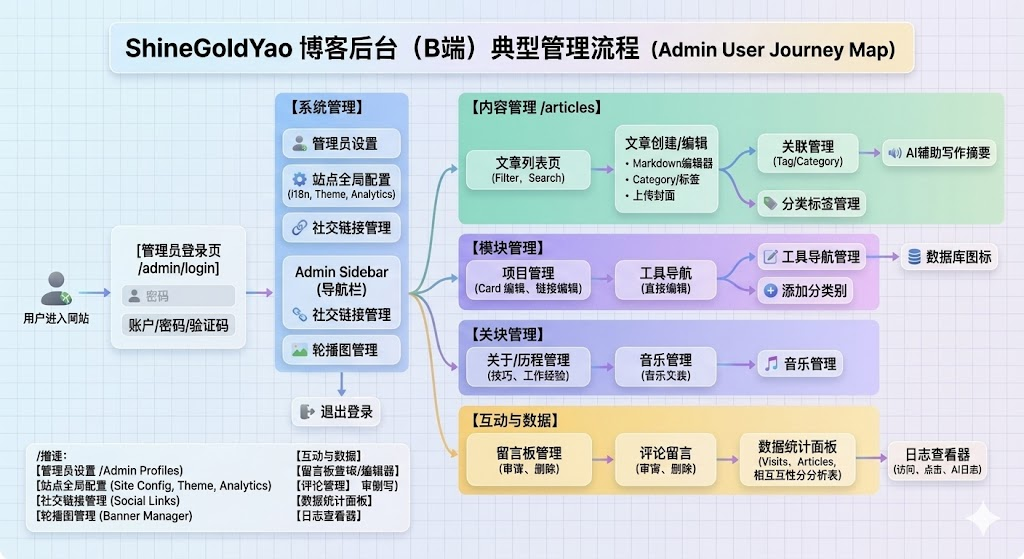 ShineGoldYao 博客后台（B端）典型管理流程（Admin User Journey Map）
用户进入网站
[管理员登录页
/admin/login]
密码
账户/密码/验证码
【系统管理】
管理员设置
站点全局配置
(i18n, Theme, Analytics)
社交链接管理
Admin Sidebar
(导航栏)
社交链接管理
轮播图管理
退出登录
【内容管理 /articles】
文章列表页
(Filter, Search)
文章创建/编辑
• Markdown编辑器
• Category/标签
• 上传封面
关联管理
(Tag/Category)
AI辅助写作摘要
分类标签管理
【模块管理】
项目管理
(Card 编辑、链接编辑)
工具导航
(直接编辑)
工具导航管理
数据库图标
添加分类别
【关块管理】
关于/历程管理
(技巧、工作经验)
音乐管理
音乐管理
【互动与数据】
留言板管理
(删除)
评论留言
(删除)
数据统计面板
(Visits、Articles,
相互互性分分析表)
日志查看器
(访问、点击、AI日志)
[管理员设置 /Admin Profiles)
[站点全局配置 (Site Config, Theme, Analytics)
[社交链接管理 (Social Links)
[轮播图管理 (Banner Manager)
【互动与数据】
【留言板 /编辑器】
【评论管理】
【数据统计面板】
【日志查看器】